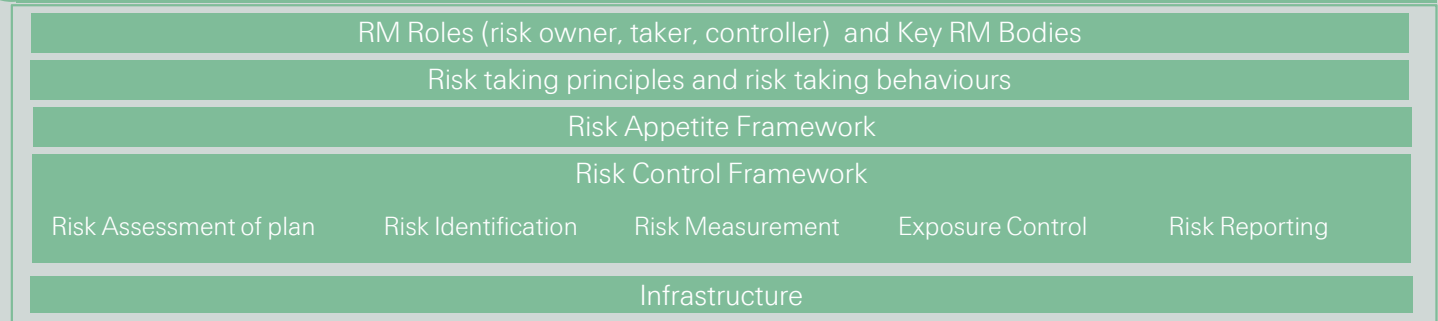 RM Roles (risk owner, taker, controller)  and Key RM Bodies
Risk taking principles and risk taking behaviours
Risk Appetite Framework
Risk Control Framework
Risk Assessment of plan Risk Identification Risk Measurement Exposure Control Risk Reporting
Infrastructure